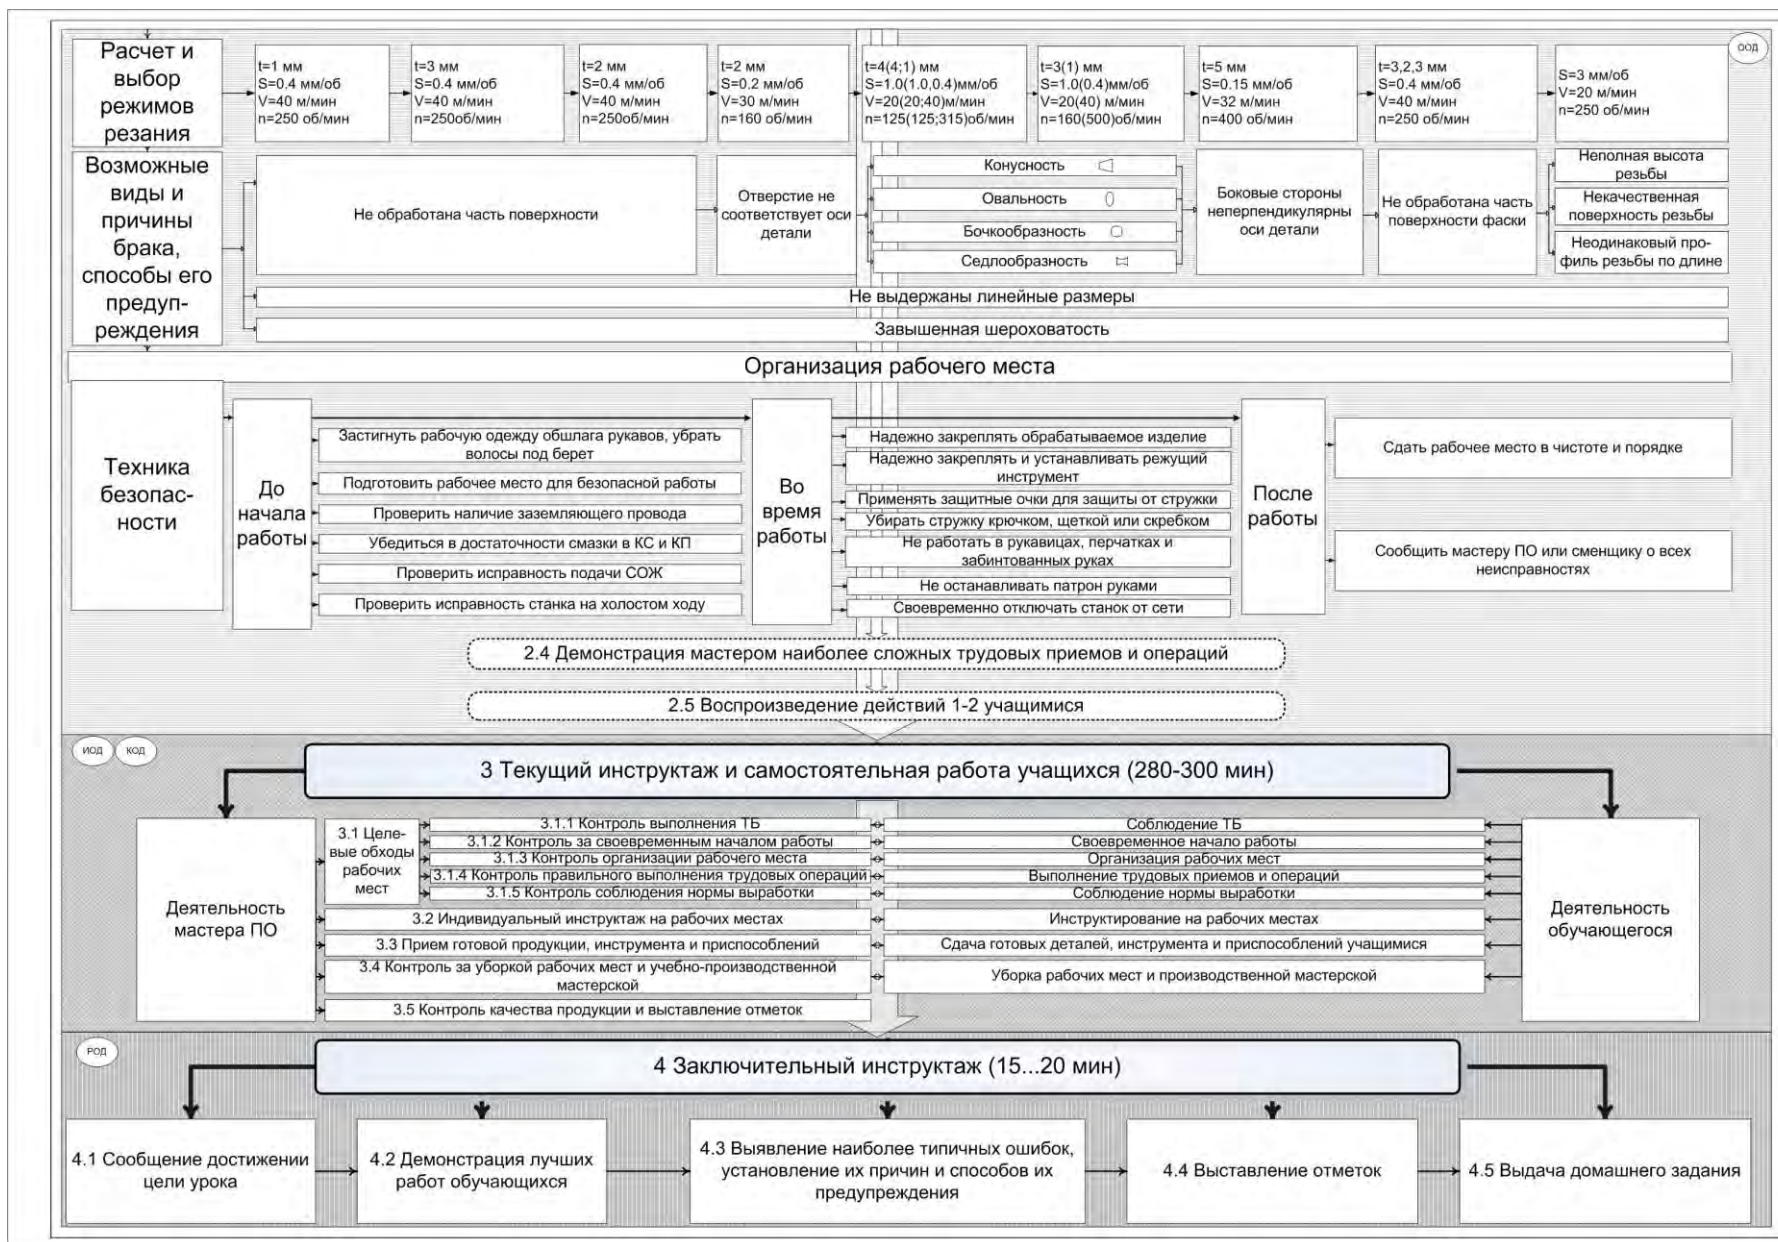 Расчет и
выбор
режимов
резания
t=1 мм
S=0.4 мм/об
V=40 м/мин
n=250 об/мин
t=3 мм
S=0.4 мм/об
V=40 м/мин
n=250об/мин
t=2 мм
S=0.4 мм/об
V=40 м/мин
n=250об/мин
t=2 мм
S=0.2 мм/об
V=30 м/мин
n=160 об/мин
t=4(4;1) мм
S=1.0(1.0,0.4)мм/об
V=20(20;40)м/мин
n=125(125;315)об/мин
t=3(1) мм
S=1.0(0.4)мм/об
V=20(40) м/мин
n=160(500)об/мин
t=5 мм
S=0.15 мм/об
V=32 м/мин
n=400 об/мин
t=3,2,3 мм
S=0.4 мм/об
V=40 м/мин
n=250 об/мин
S=3 мм/об
V=20 м/мин
n=250 об/мин
ООД
Возможные
виды и
причины
брака,
способы его
предуп-
реждения
Не обработана часть поверхности
Отверстие не
соответствует оси
детали
Конусность
Овальность
Бочкообразность
Седлообразность
Боковые стороны
неперпендикулярны
оси детали
Не обработана часть
поверхности фаски
Неполная высота
резьбы
Некачественная
поверхность резьбы
Неодинаковый про-
филь резьбы по длине
Не выдержаны линейные размеры
Завышенная шероховатость
Организация рабочего места
Техника
безопас-
ности
До
начала
работы
Застигнуть рабочую одежду обшлага рукавов, убрать
волосы под берет
Подготовить рабочее место для безопасной работы
Проверить наличие заземляющего провода
Убедиться в достаточности смазки в КС и КП
Проверить исправность подачи СОЖ
Проверить исправность станка на холостом ходу
Во
время
работы
Надежно закреплять обрабатываемое изделие
Надежно закреплять и устанавливать режущий
инструмент
Применять защитные очки для защиты от стружки
Убирать стружку крючком, щеткой или скребком
Не работать в рукавицах, перчатках и
забинтованных руках
Не останавливать патрон руками
Своевременно отключать станок от сети
После
работы
Сдать рабочее место в чистоте и порядке
Сообщить мастеру ПО или сменщику о всех
неисправностях
2.4 Демонстрация мастером наиболее сложных трудовых приемов и операций
2.5 Воспроизведение действий 1-2 учащимися
ИОД
КОД
3 Текущий инструктаж и самостоятельная работа учащихся (280-300 мин)
Деятельность
мастера ПО
3.1 Целе-
вые обходы
рабочих
мест
3.1.1 Контроль выполнения ТБ
Соблюдение ТБ
3.1.2 Контроль за своевременным началом работы
Своевременное начало работы
3.1.3 Контроль организации рабочего места
Организация рабочих мест
3.1.4 Контроль правильного выполнения трудовых операций
Выполнение трудовых приемов и операций
3.1.5 Контроль соблюдения нормы выработки
Соблюдение нормы выработки
3.2 Индивидуальный инструктаж на рабочих местах
Инструктирование на рабочих местах
3.3 Прием готовой продукции, инструмента и приспособлений
Сдача готовых деталей, инструмента и приспособлений учащимися
3.4 Контроль за уборкой рабочих мест и учебно-производственной
мастерской
Уборка рабочих мест и производственной мастерской
3.5 Контроль качества продукции и выставление отметок
Деятельность
обучающегося
РОД
4 Заключительный инструктаж (15...20 мин)
4.1 Сообщение достижении
цели урока
4.2 Демонстрация лучших
работ обучающихся
4.3 Выявление наиболее типичных ошибок,
установление их причин и способов их
предупреждения
4.4 Выставление отметок
4.5 Выдача домашнего задания